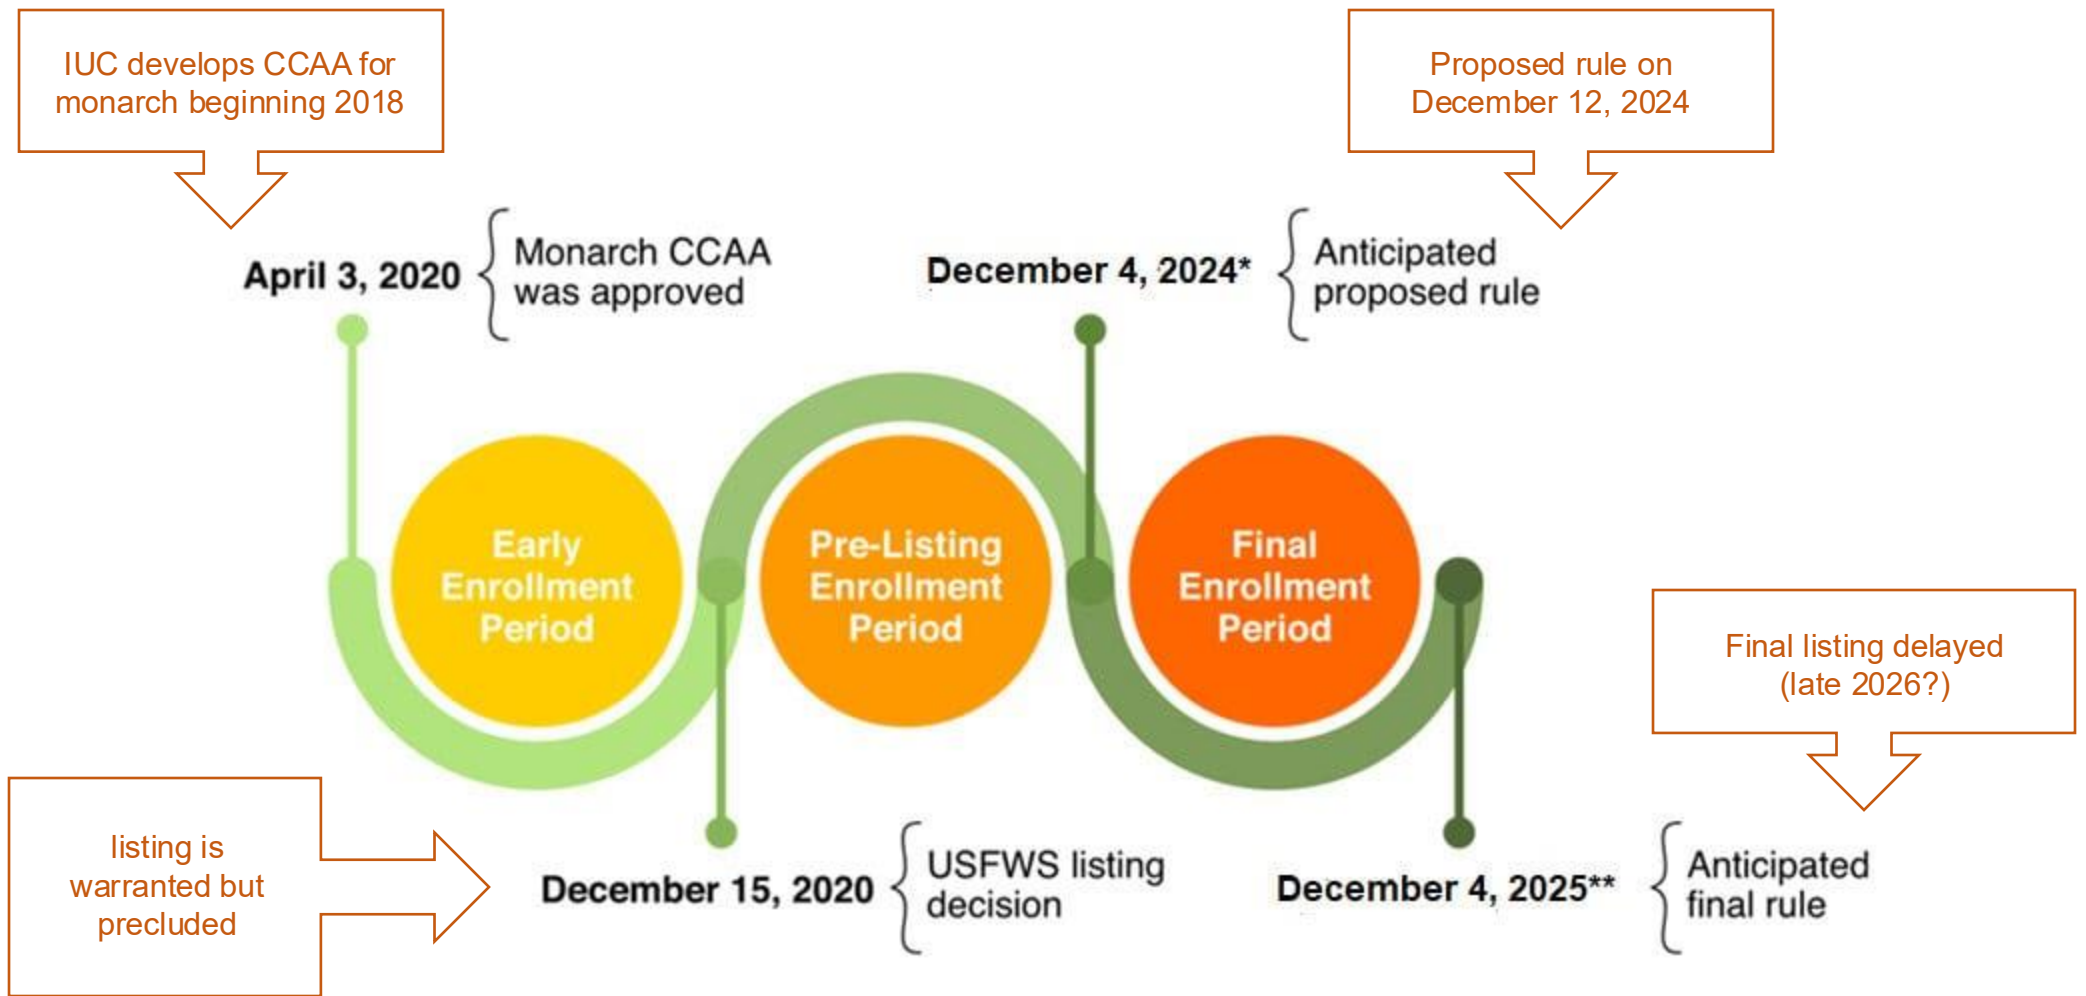 IUC develops CCAA for
monarch beginning 2018
Proposed rule on
December 12, 2024
April 3, 2020
Monarch CCAA
was approved
December 4, 2024*
Anticipated
proposed rule
Early
Enrollment
Period
Pre-Listing
Enrollment
Period
Final
Enrollment
Period
Final listing delayed
(late 2026?)
listing is
warranted but
precluded
December 15, 2020
USFWS listing
decision
December 4, 2025**
Anticipated
final rule